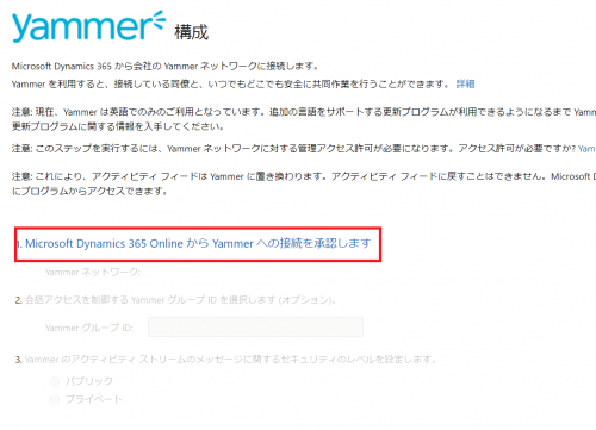 yammer 構成
Microsoft Dynamics 365 から会社の Yammer ネットワークに接続します。
Yammer を利用すると、接続している同僚と、いつでもどこでも安全に共同作業を行うことができます。 詳細
注意: 現在、Yammer は英語でのみのご利用となっています。追加の言語をサポートする更新プログラムが利用できるようになるまで Yamm
更新プログラムに関する情報を入手してください。
注意: このステップを実行するには、Yammer ネットワークに対する管理アクセス許可が必要になります。アクセス許可が必要ですか? Yam
注意: これにより、アクティビティ フィードは Yammer に置き換わります。アクティビティ フィードに戻すことはできません。Microsoft D
にプログラムからアクセスできます。
1. Microsoft Dynamics 365 Online から Yammer への接続を承認します
Yammer ネットワーク:
2. 会話アクセスを制御する Yammer グループ ID を選択します (オプション)。
Yammer グループ ID:
3. Yammer のアクティビティ ストリームのメッセージに関するセキュリティのレベルを設定します。
パブリック
プライベート